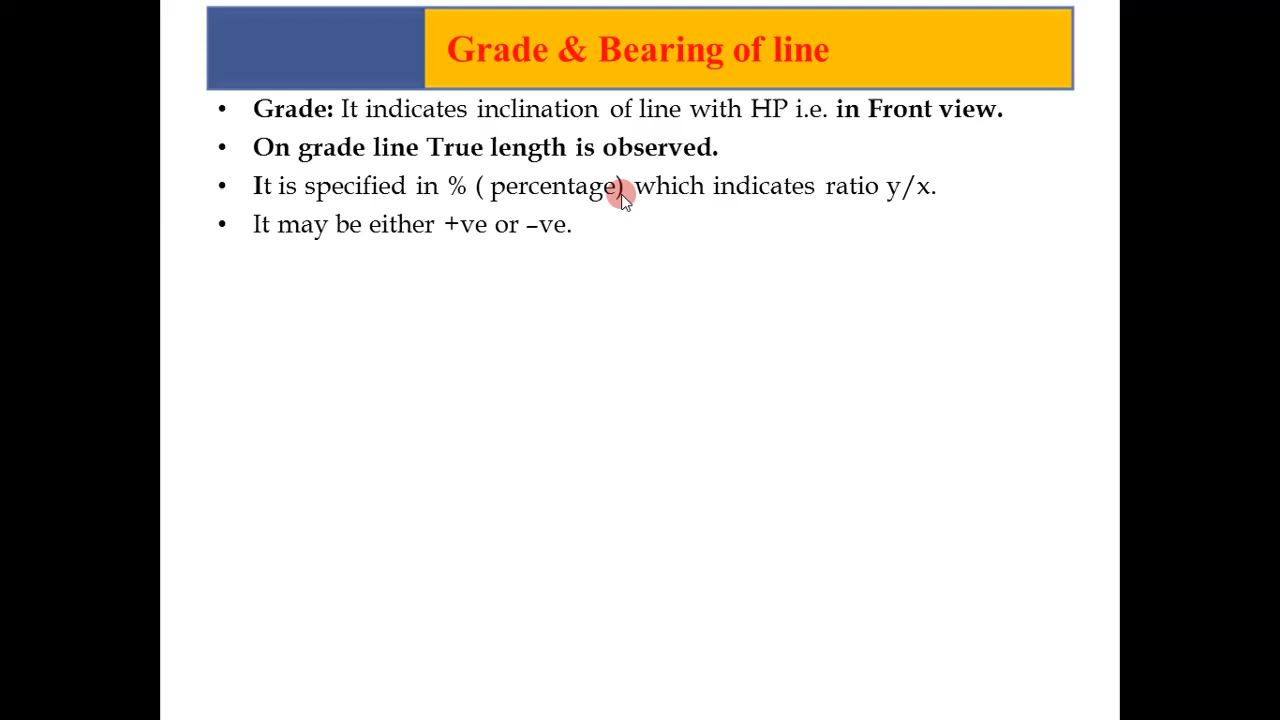 Grade & Bearing of line
• Grade: It indicates inclination of line with HP i.e. in Front view.
• On grade line True length is observed.
• It is specified in % ( percentage) which indicates ratio y/x.
• It may be either +ve or –ve.